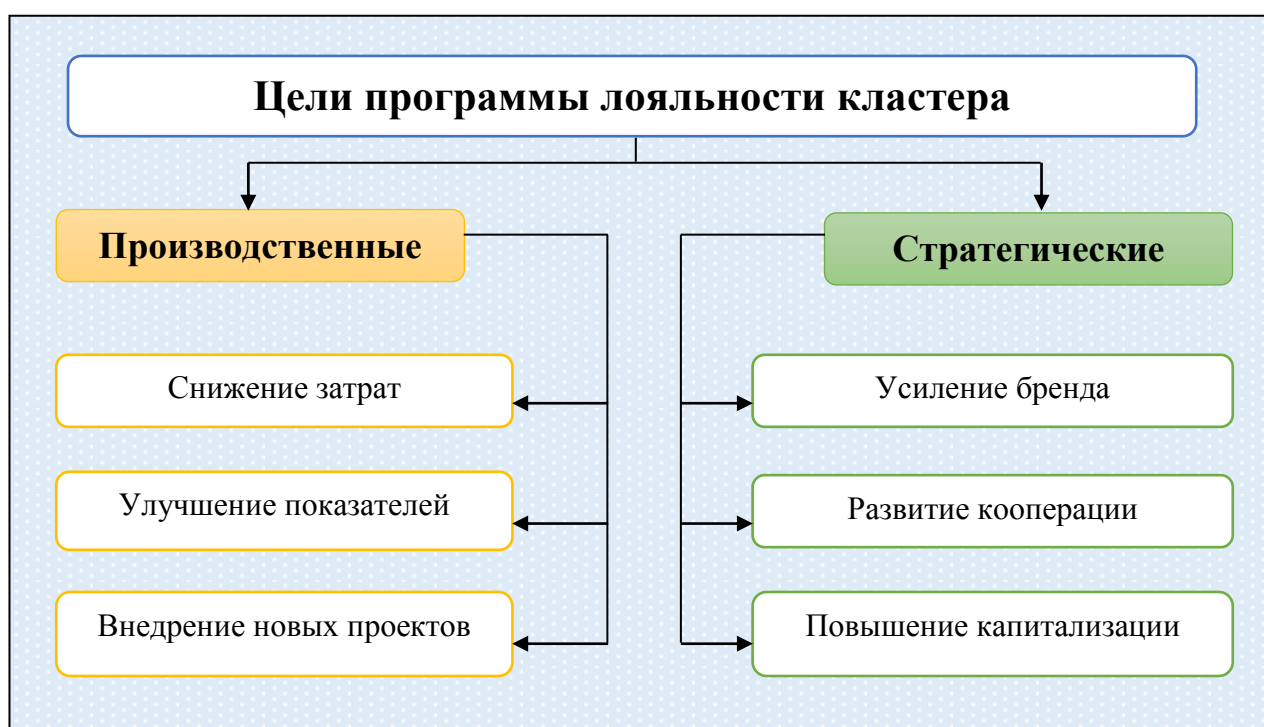 Цели программы лояльности кластера
Производственные
Стратегические
Снижение затрат
Усиление бренда
Улучшение показателей
Развитие кооперации
Внедрение новых проектов
Повышение капитализации